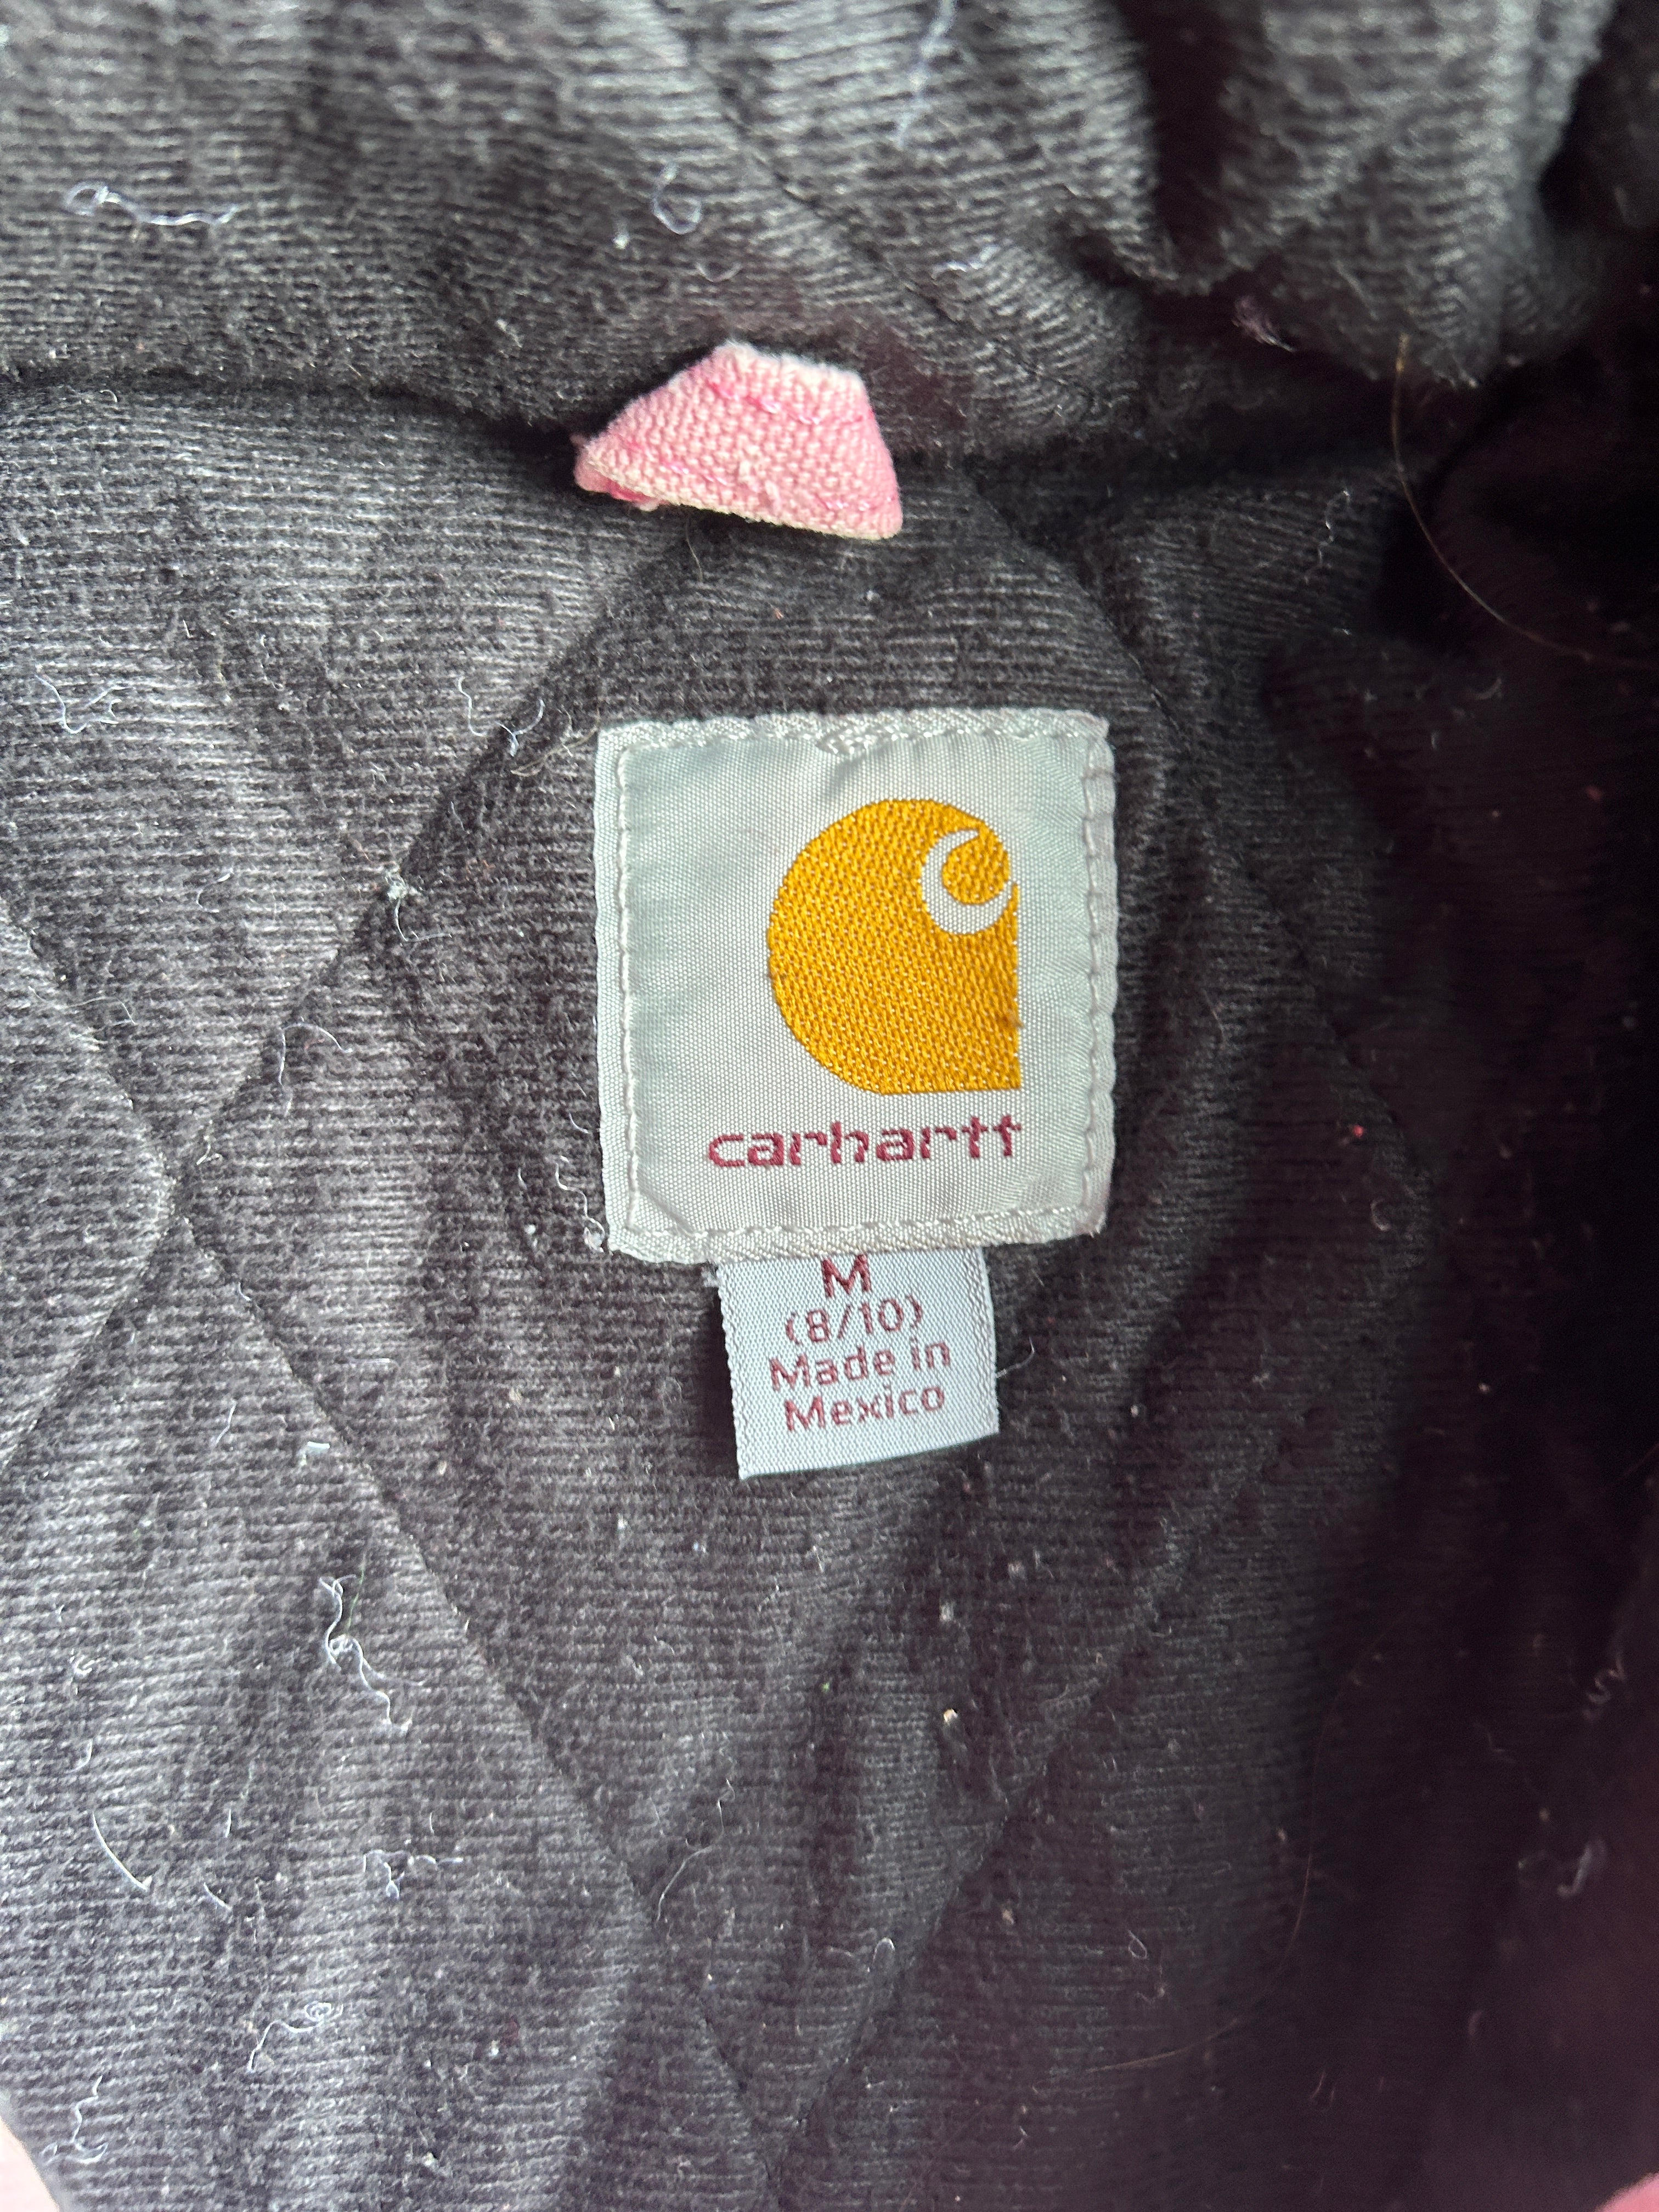 carhartt
M
(8/10)
Made in
Mexico